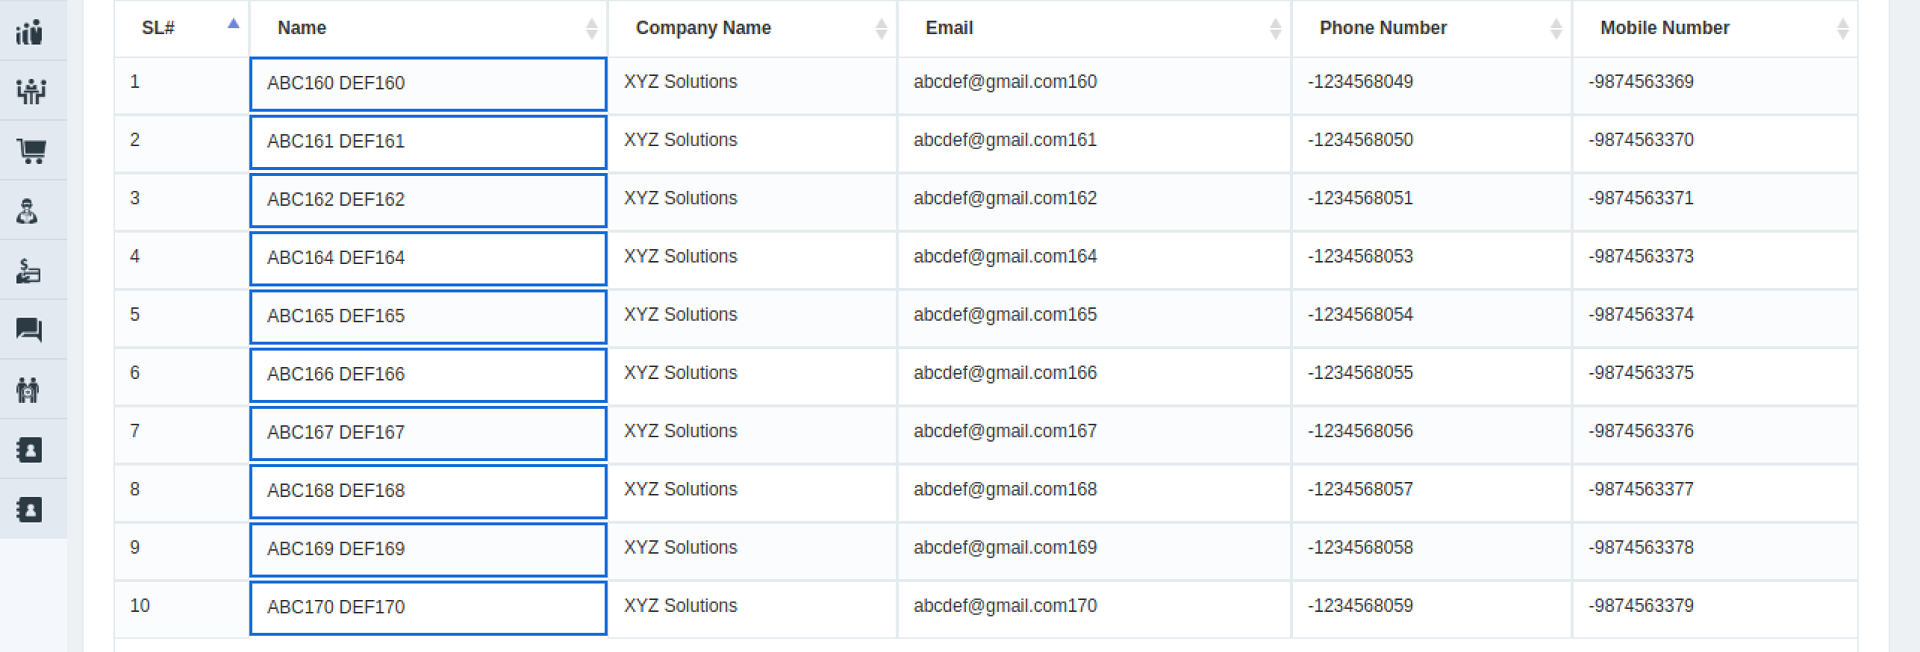 SL# Name Company Name Email Phone Number Mobile Number
1 ABC160 DEF160 XYZ Solutions abcdef@gmail.com160 -1234568049 -9874563369
2 ABC161 DEF161 XYZ Solutions abcdef@gmail.com161 -1234568050 -9874563370
3 ABC162 DEF162 XYZ Solutions abcdef@gmail.com162 -1234568051 -9874563371
4 ABC164 DEF164 XYZ Solutions abcdef@gmail.com164 -1234568053 -9874563373
5 ABC165 DEF165 XYZ Solutions abcdef@gmail.com165 -1234568054 -9874563374
6 ABC166 DEF166 XYZ Solutions abcdef@gmail.com166 -1234568055 -9874563375
7 ABC167 DEF167 XYZ Solutions abcdef@gmail.com167 -1234568056 -9874563376
8 ABC168 DEF168 XYZ Solutions abcdef@gmail.com168 -1234568057 -9874563377
9 ABC169 DEF169 XYZ Solutions abcdef@gmail.com169 -1234568058 -9874563378
10 ABC170 DEF170 XYZ Solutions abcdef@gmail.com170 -1234568059 -9874563379